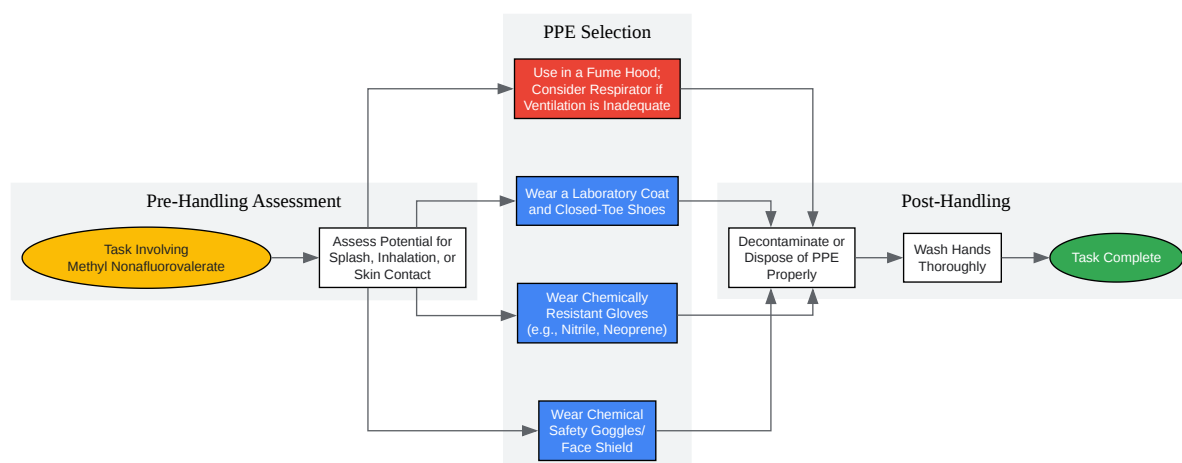 PPE Selection
Use in a Fume Hood;
Consider Respirator if
Ventilation is Inadequate
Pre-Handling Assessment
Task Involving
Methyl Nonafluorovalerate
Assess Potential for
Splash, Inhalation, or
Skin Contact
Wear a Laboratory Coat
and Closed-Toe Shoes
Wear Chemically
Resistant Gloves
(e.g., Nitrile, Neoprene)
Wear Chemical
Safety Goggles/
Face Shield
Post-Handling
Decontaminate or
Dispose of PPE
Properly
Wash Hands
Thoroughly
Task Complete